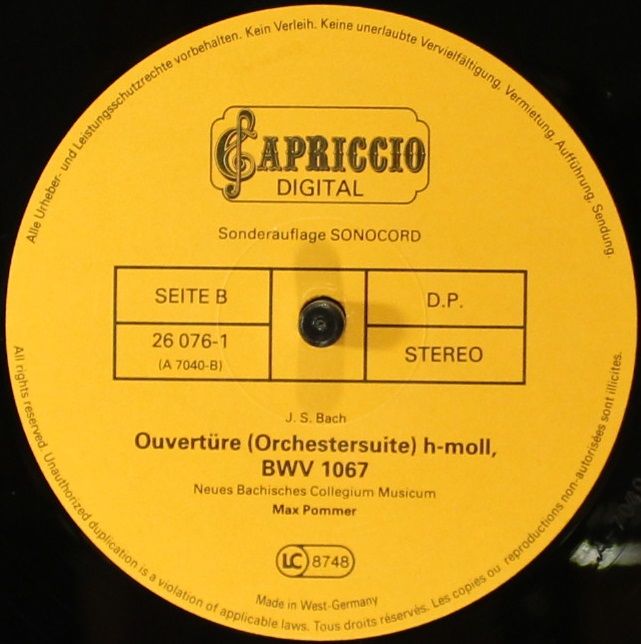 Alle Urheber- und Leistungsschutzrechte vorbehalten. Kein Verleih. Keine unerlaubte Vervielfältigung, Vermietung, Aufführung, Sendung.
CAPRICCIO
DIGITAL
Sonderauflage SONOCORD
SEITE B
D.P.
26 076-1
(A 7040-B)
STEREO
J. S. Bach
Ouvertüre (Orchestersuite) h-moll,
BWV 1067
Neues Bachisches Collegium Musicum
Max Pommer
LC 8748
Made in West-Germany
All rights reserved. Unauthorized duplication is a violation of applicable laws. Tous droits réservés. Les copies ou reproductions non-autorisées sont illicites.